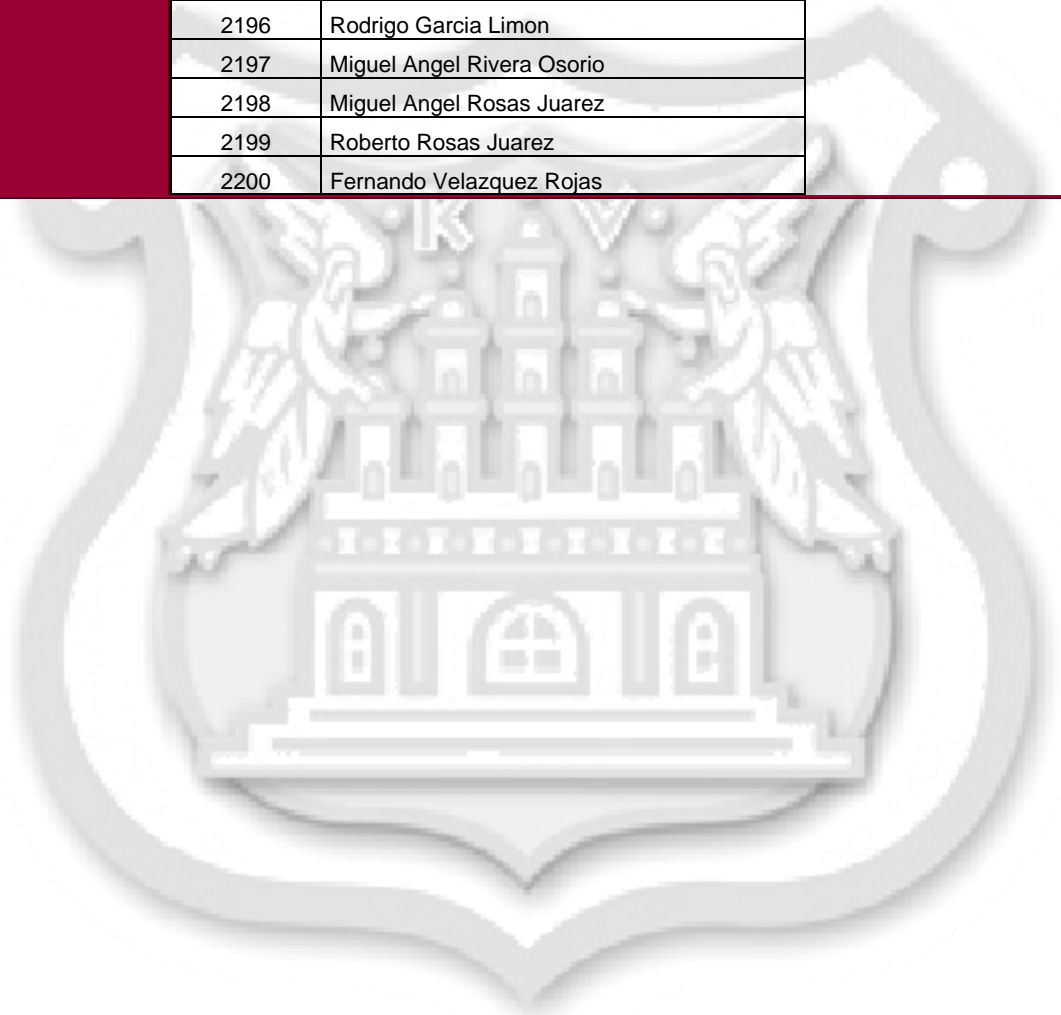 2196 Rodrigo Garcia Limon
2197 Miguel Angel Rivera Osorio
2198 Miguel Angel Rosas Juarez
2199 Roberto Rosas Juarez
2200 Fernando Velazquez Rojas
K V